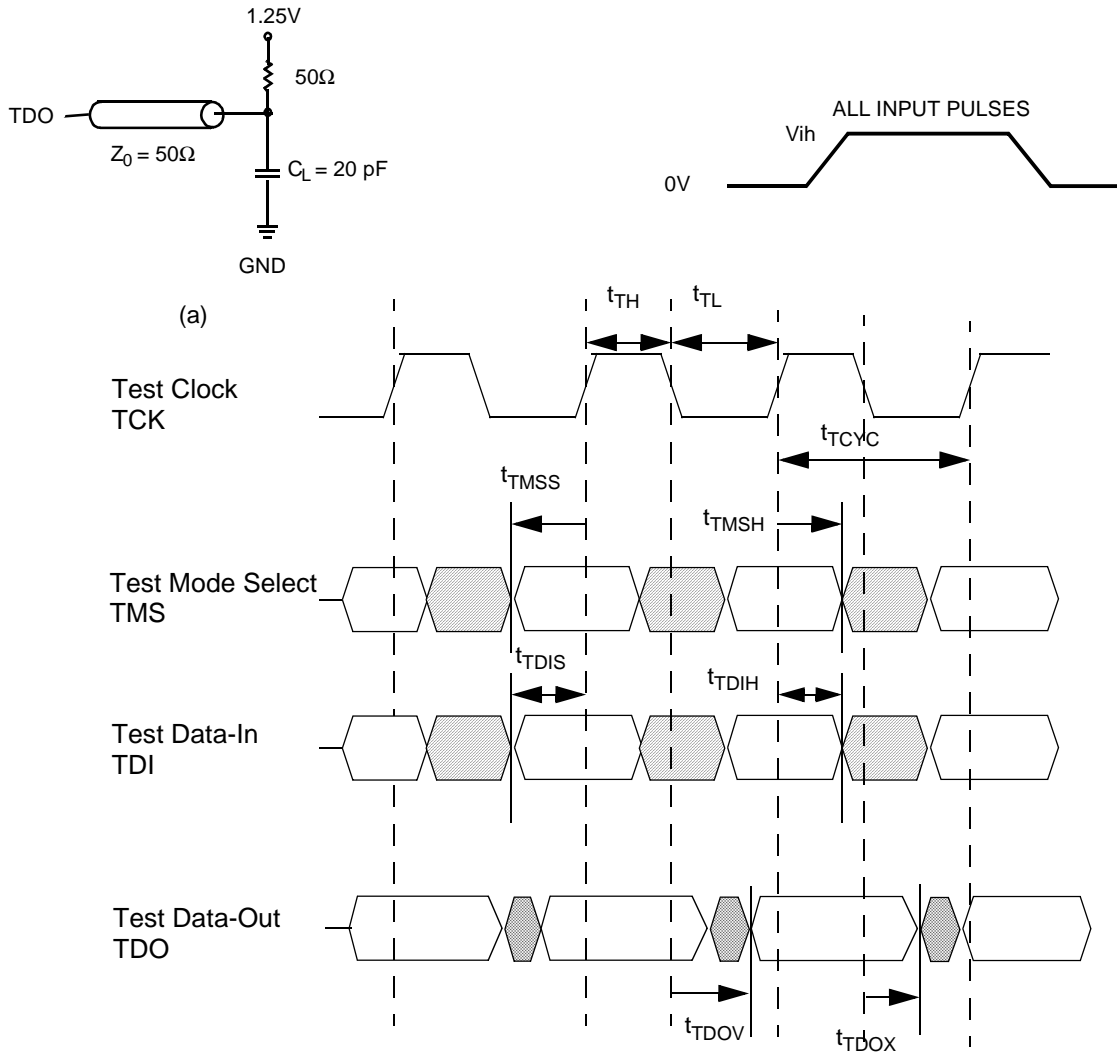 1.25V
50Ω
TDO
Z0 = 50Ω
CL = 20 pF
GND
(a)
ALL INPUT PULSES
Vih
0V
tTH
tTL
Test Clock
TCK
tTCYC
tTMSS
tTMSH
Test Mode Select
TMS
tTDIS
tTDIH
Test Data-In
TDI
Test Data-Out
TDO
tTDOV
tTDOX